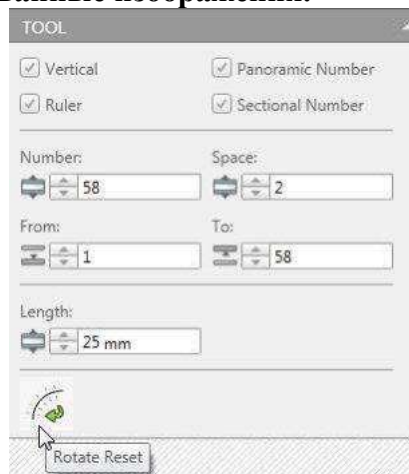 TOOL
Vertical
Panoramic Number
Ruler
Sectional Number
Number:
Space:
58
2
From:
To:
1
58
Length:
25 mm
Rotate Reset